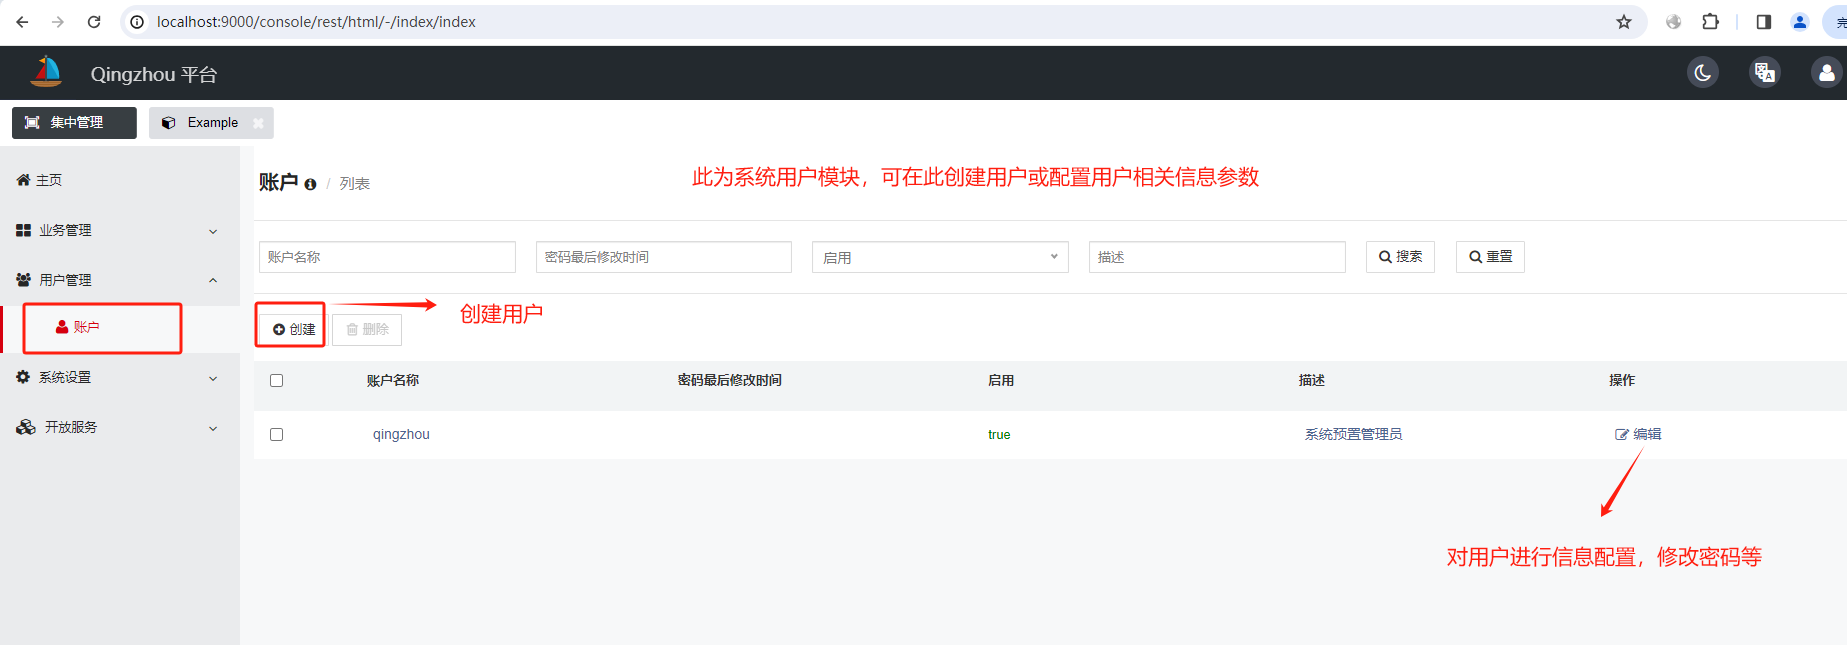 localhost:9000/console/rest/html/-/index/index
Qingzhou 平台
集中管理
Example
主页
业务管理
用户管理
账户
系统设置
开放服务
账户 / 列表
此为系统用户模块，可在此创建用户或配置用户相关信息参数
账户名称 密码最后修改时间 启用 描述 搜索 重置
创建 删除
创建用户
账户名称 密码最后修改时间 启用 描述 操作
qingzhou true 系统预置管理员 编辑
对用户进行信息配置，修改密码等